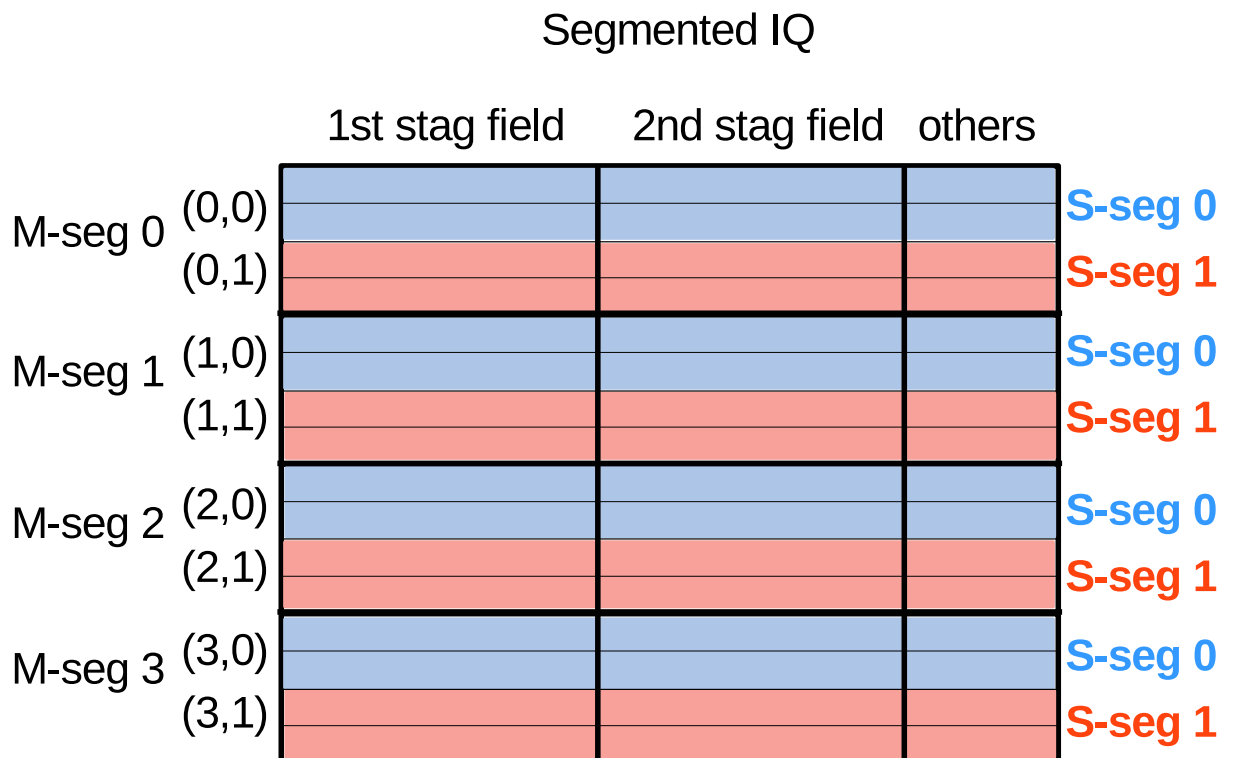 Segmented IQ
1st stag field 2nd stag field others
M-seg 0 (0,0) S-seg 0
(0,1) S-seg 1
M-seg 1 (1,0) S-seg 0
(1,1) S-seg 1
M-seg 2 (2,0) S-seg 0
(2,1) S-seg 1
M-seg 3 (3,0) S-seg 0
(3,1) S-seg 1